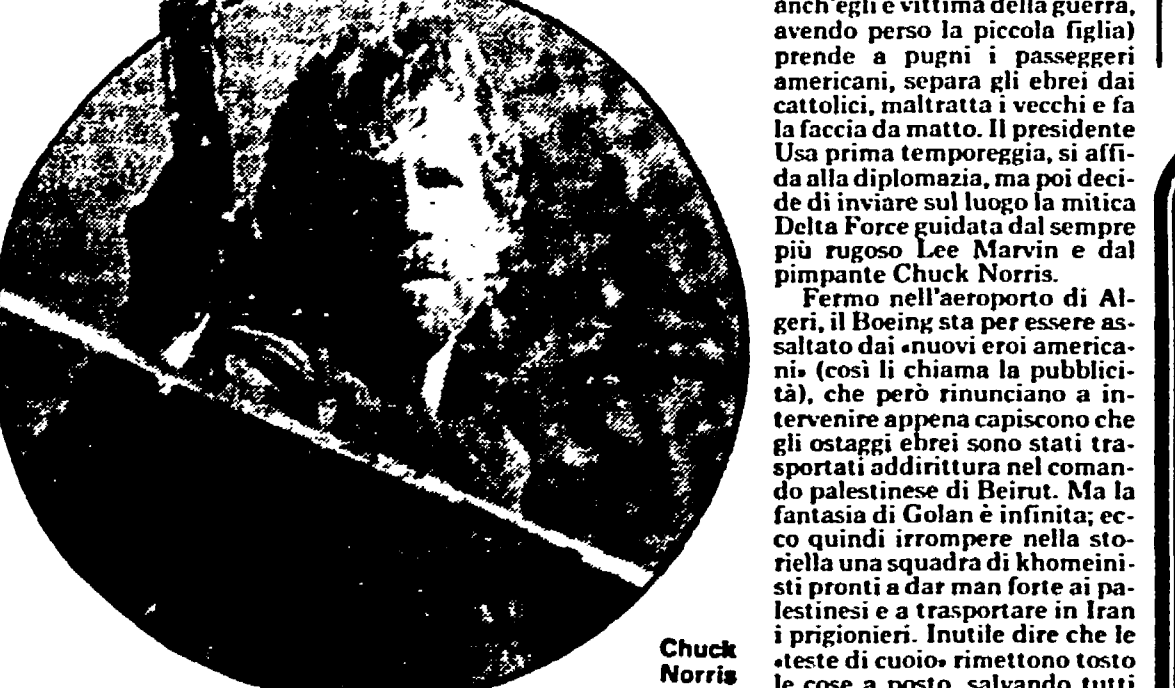 anch'egli è vittima della guerra,
avendo perso la piccola figlia)
prende a pugni i passeggeri
americani, separa gli ebrei dai
cattolici, maltratta i vecchi e fa
la faccia da matto. Il presidente
Usa prima temporeggia, si affi-
da alla diplomazia, ma poi deci-
de di inviare sul luogo la mitica
Delta Force guidata dal sempre
più rugoso Lee Marvin e dal
pimpante Chuck Norris.
Fermo nell'aeroporto di Al-
geri, il Boeing sta per essere as-
saltato dai «nuovi eroi america-
ni» (così li chiama la pubblici-
tà), che però rinunciano a in-
tervenire appena capiscono che
gli ostaggi ebrei sono stati tra-
sportati addirittura nel coman-
do palestinese di Beirut. Ma la
fantasia di Golan è infinita; ec-
co quindi irrompere nella sto-
riella una squadra di khomeini-
sti pronti a dar man forte ai pa-
lestinesi e a trasportare in Iran
i prigionieri. Inutile dire che le
«teste di cuoio» rimettono tosto
le cose a posto, salvando tutti
Chuck
Norris